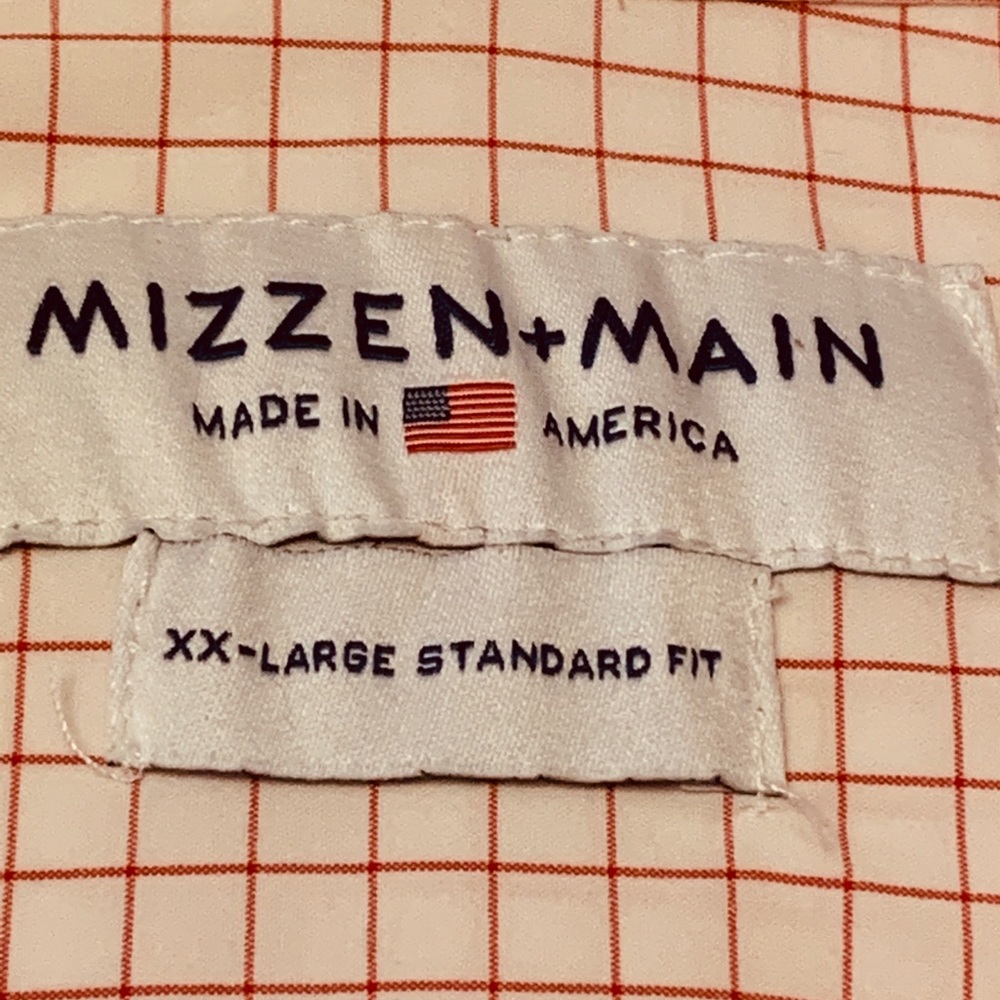 MIZZEN+MAIN
MADE IN AMERICA
XX-LARGE STANDARD FIT